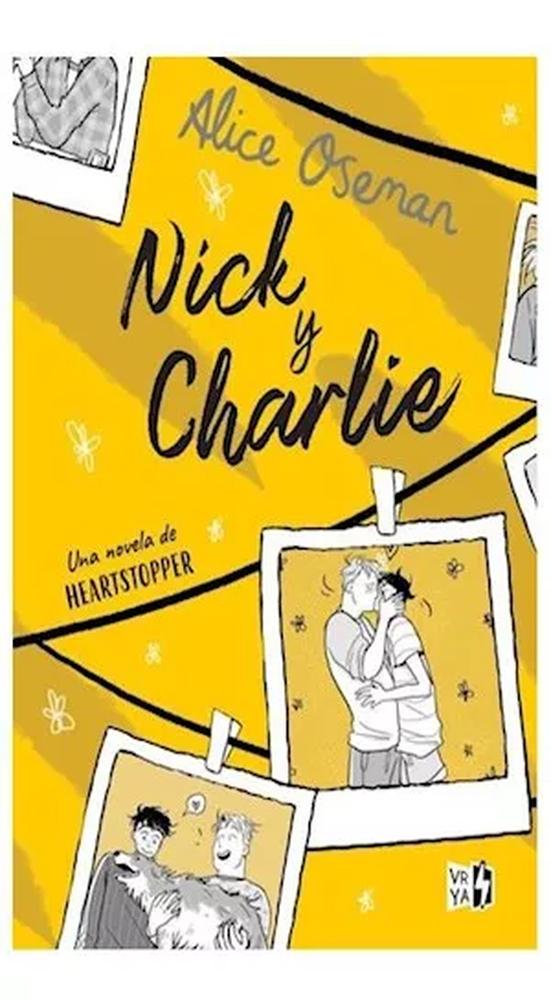 Alice Oseman
Nick
y
Charlie
Una novela de
HEARTSTOPPER
VR
YA